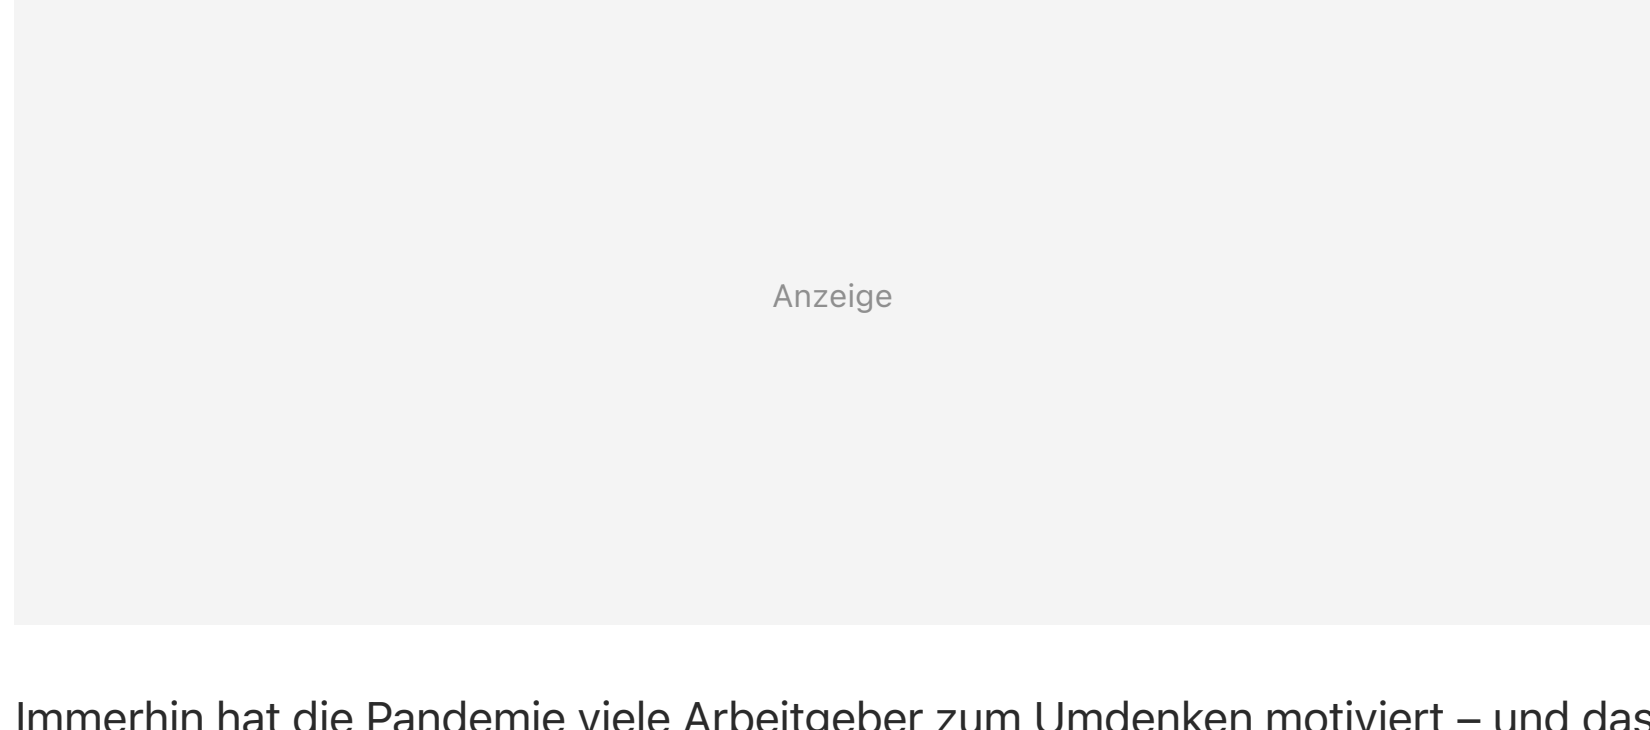 Anzeige
Immerhin hat die Pandemie viele Arbeitgeber zum Umdenken motiviert – und das